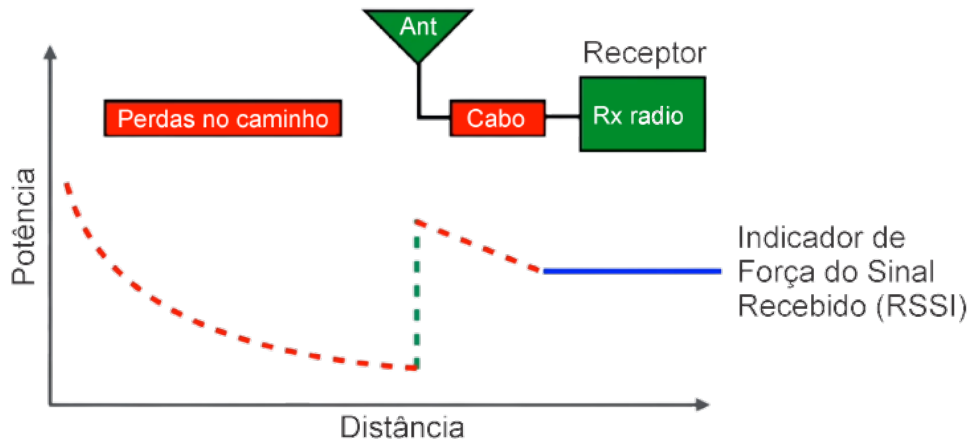 Ant
Receptor
Perdas no caminho
Cabo
Rx radio
Potência
Indicador de
Força do Sinal
Recebido (RSSI)
Distância